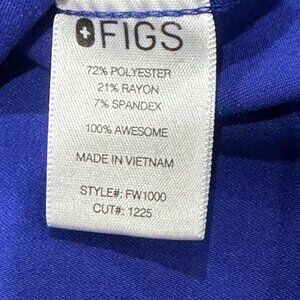 FIGS
72% POLYESTER
21% RAYON
7% SPANDEX
100% AWESOME
MADE IN VIETNAM
STYLE#: FW1000
CUT#: 1225